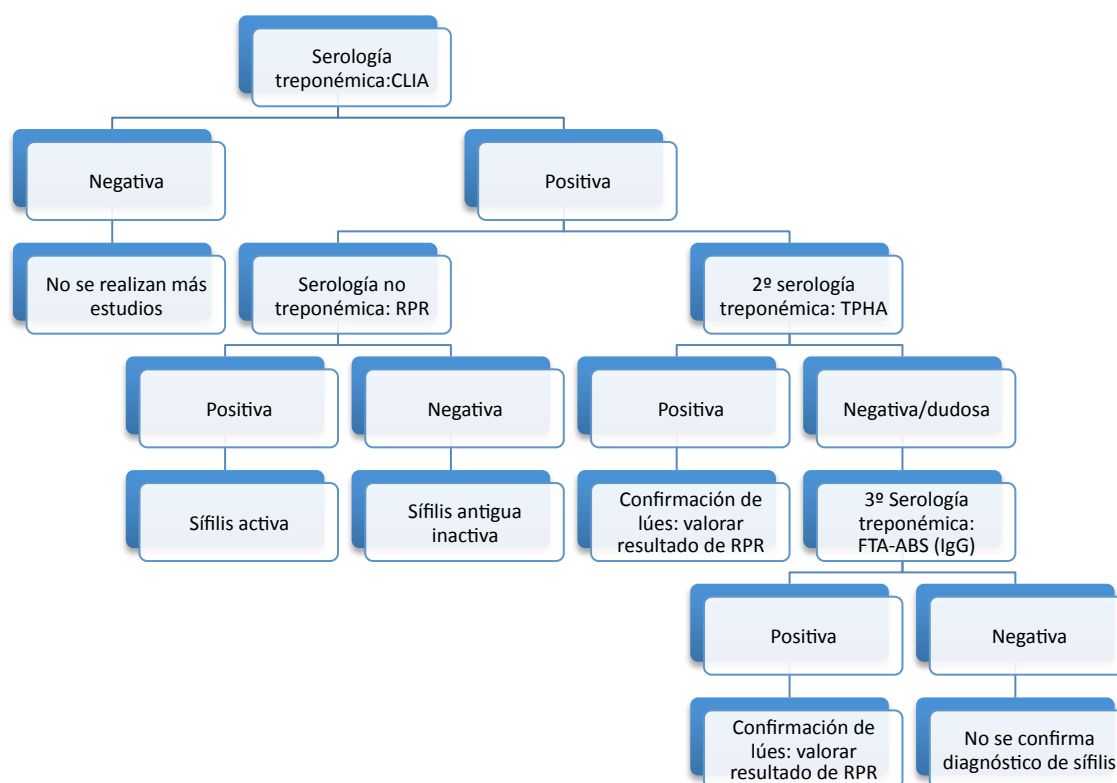 Serología
treponémica:CLIA
Negativa
Positiva
No se realizan más
estudios
Serología no
treponémica: RPR
2º serología
treponémica: TPHA
Positiva
Negativa
Positiva
Negativa/dudosa
Sífilis activa
Sífilis antigua
inactiva
Confirmación de
lúes: valorar
resultado de RPR
3º Serología
treponémica:
FTA-ABS (IgG)
Positiva
Negativa
Confirmación de
lúes: valorar
resultado de RPR
No se confirma
diagnóstico de sífilis